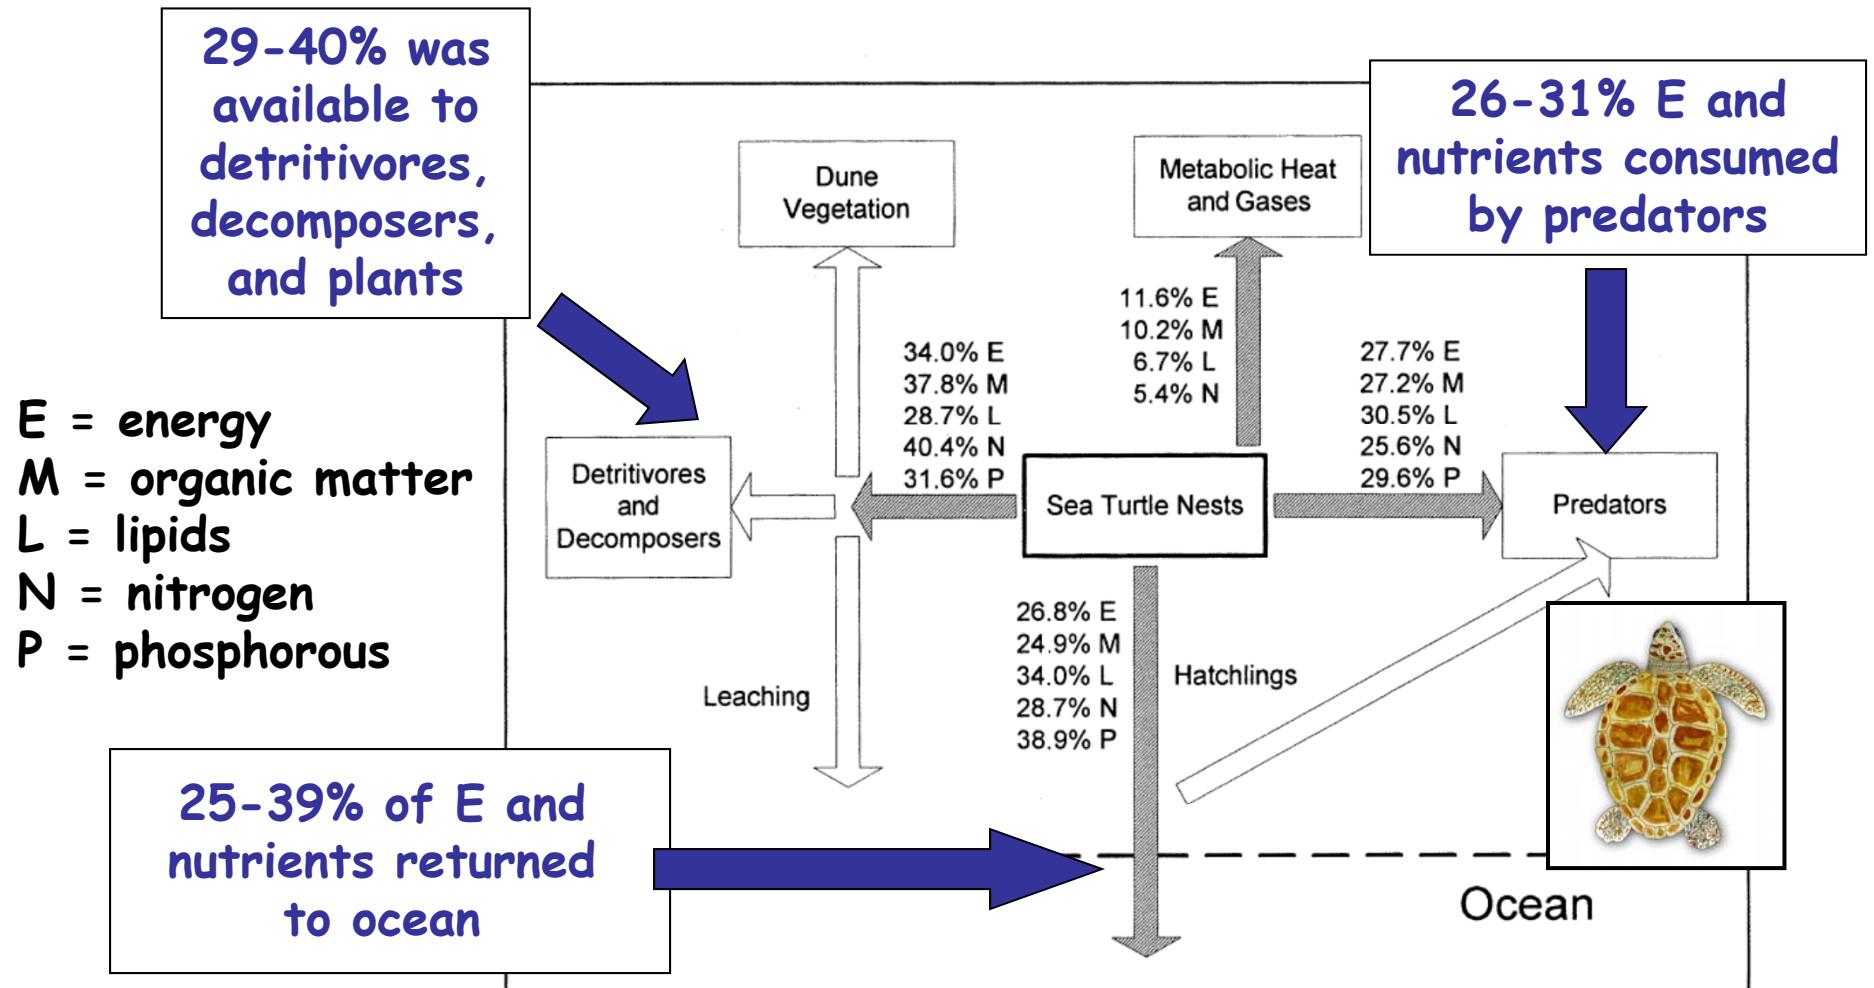 29-40% was
available to
detritivores,
decomposers,
and plants
26-31% E and
nutrients consumed
by predators
Dune
Vegetation
Metabolic Heat
and Gases
11.6% E
10.2% M
6.7% L
5.4% N
34.0% E
37.8% M
28.7% L
40.4% N
31.6% P
27.7% E
27.2% M
30.5% L
25.6% N
29.6% P
E = energy
M = organic matter
L = lipids
N = nitrogen
P = phosphorous
Detritivores
and
Decomposers
Sea Turtle Nests
Predators
26.8% E
24.9% M
34.0% L
28.7% N
38.9% P
Hatchlings
Leaching
25-39% of E and
nutrients returned
to ocean
Ocean